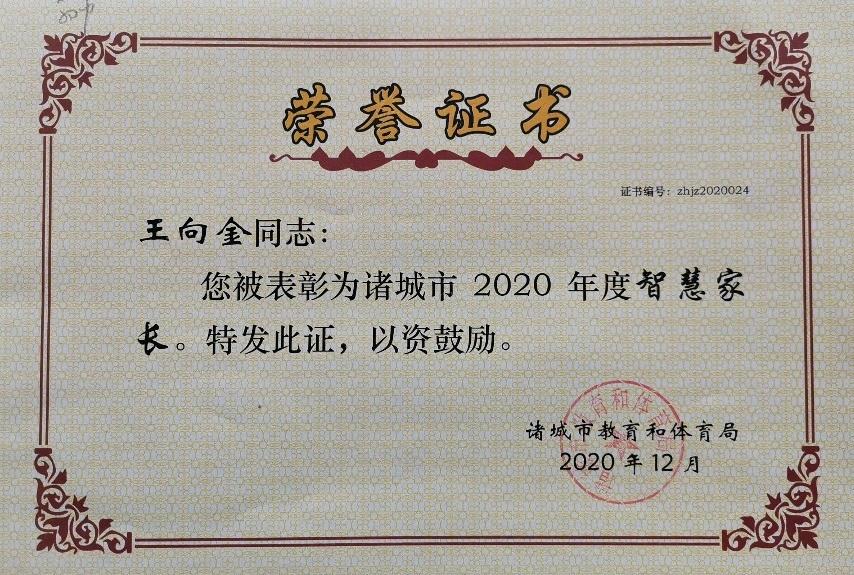 荣誉证书
证书编号：zhjz2020024
王向金同志：
您被表彰为诸城市 2020 年度智慧家
长。特发此证，以资鼓励。
诸城市教育和体育局
2020 年 12 月